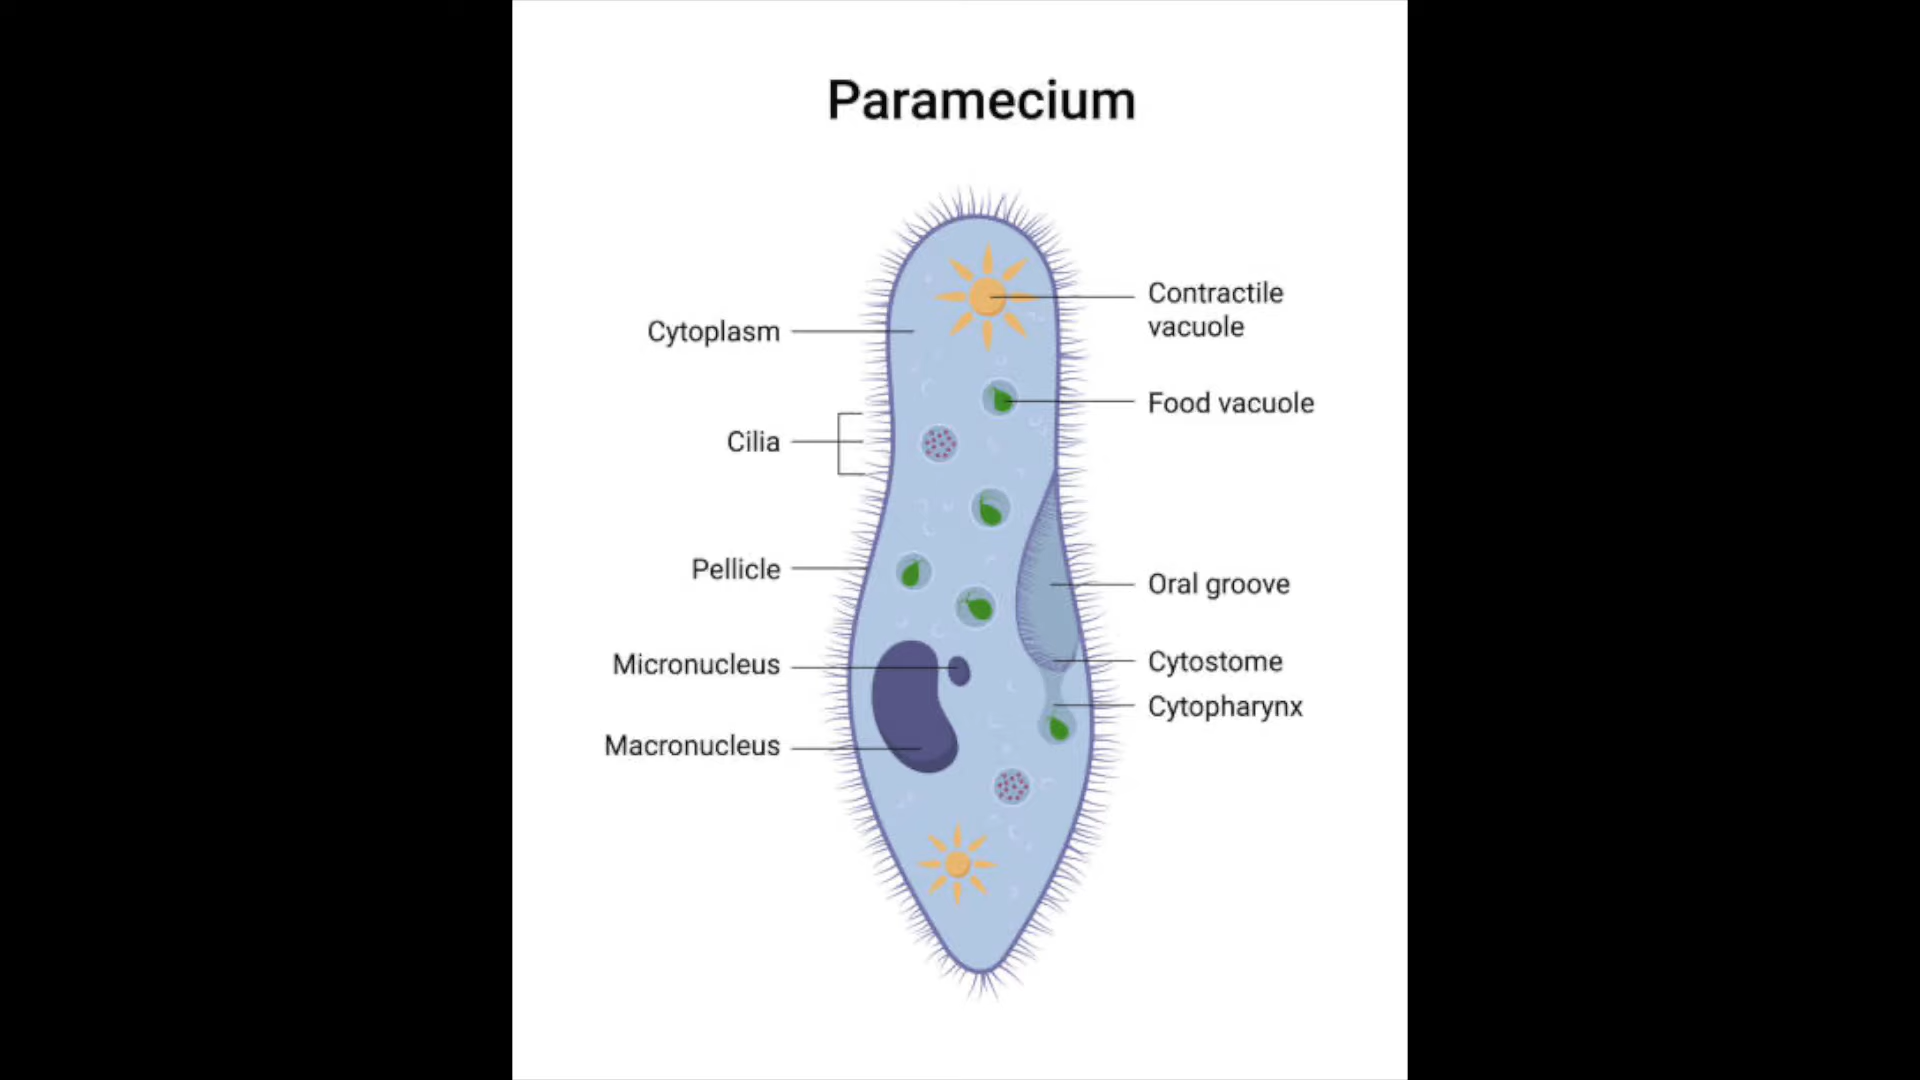 Paramecium
Contractile
vacuole
Cytoplasm
Food vacuole
Cilia
Pellicle
Oral groove
Micronucleus
Cytostome
Cytopharynx
Macronucleus